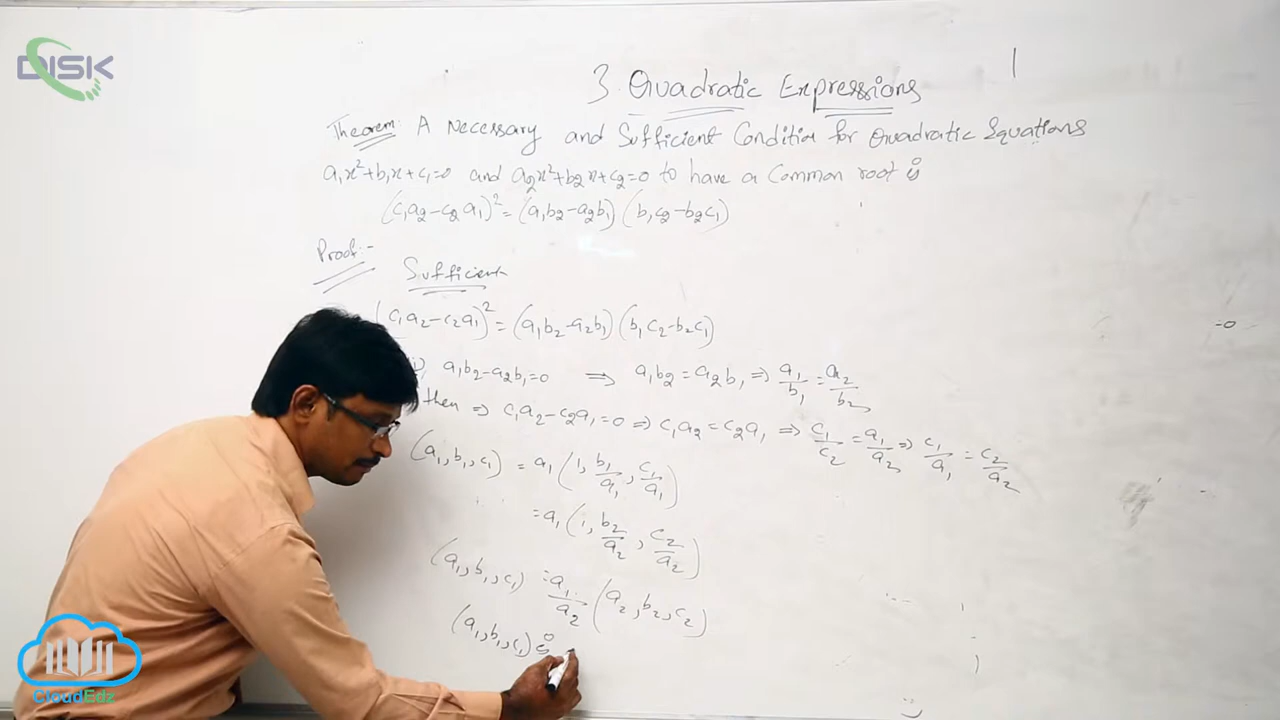 DISK
1
3. Quadratic Expressions
Theorem: A Necessary and Sufficient Condition for Quadratic Equations
a₁x²+b₁x+c₁=0 and a₂x²+b₂x+c₂=0 to have a Common root is
(c₁a₂-c₂a₁)²=(a₁b₂-a₂b₁)(b₁c₂-b₂c₁)
Proof:-
Sufficient
(c₁a₂-c₂a₁)²=(a₁b₂-a₂b₁)(b₁c₂-b₂c₁)
a₁b₂-a₂b₁=0 ⇒ a₁b₂=a₂b₁ ⇒ a₁/b₁=a₂/b₂
then ⇒ c₁a₂-c₂a₁=0 ⇒ c₁a₂=c₂a₁ ⇒ c₁/c₂=a₁/a₂ ⇒ c₁/a₁=c₂/a₂
(a₁,b₁,c₁) = a₁(1, b₁/a₁, c₁/a₁)
=a₁(1, b₂/a₂, c₂/a₂)
(a₁,b₁,c₁) = a₁/a₂ (a₂,b₂,c₂)
(a₁,b₁,c₁) is
=0
CloudEdz